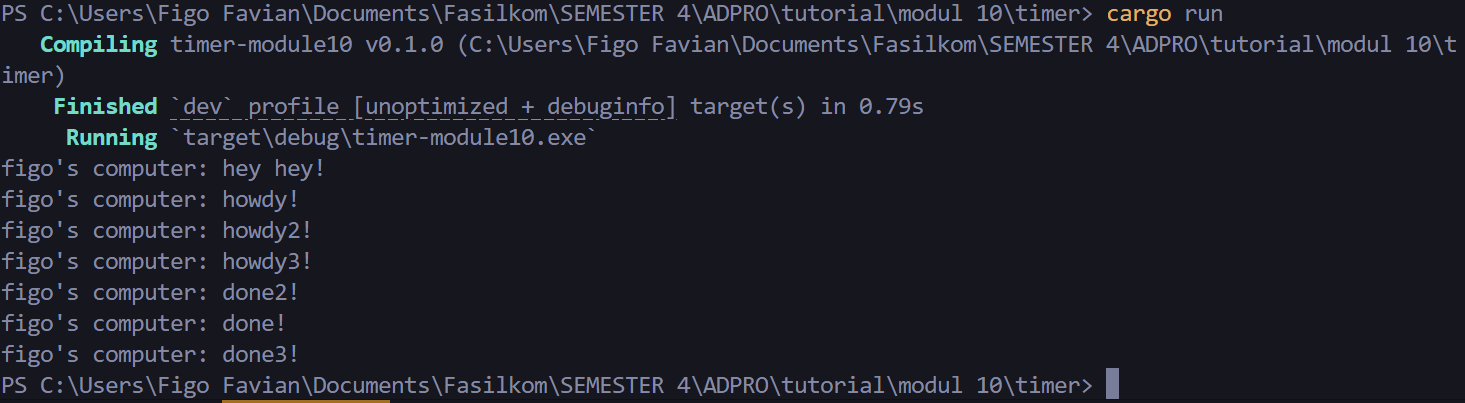 PS C:\Users\Figo Favian\Documents\Fasilkom\SEMESTER 4\ADPRO\tutorial\modul 10\timer> cargo run
   Compiling timer-module10 v0.1.0 (C:\Users\Figo Favian\Documents\Fasilkom\SEMESTER 4\ADPRO\tutorial\modul 10\t
imer)
    Finished `dev` profile [unoptimized + debuginfo] target(s) in 0.79s
     Running `target\debug\timer-module10.exe`
figo's computer: hey hey!
figo's computer: howdy!
figo's computer: howdy2!
figo's computer: howdy3!
figo's computer: done2!
figo's computer: done!
figo's computer: done3!
PS C:\Users\Figo Favian\Documents\Fasilkom\SEMESTER 4\ADPRO\tutorial\modul 10\timer>